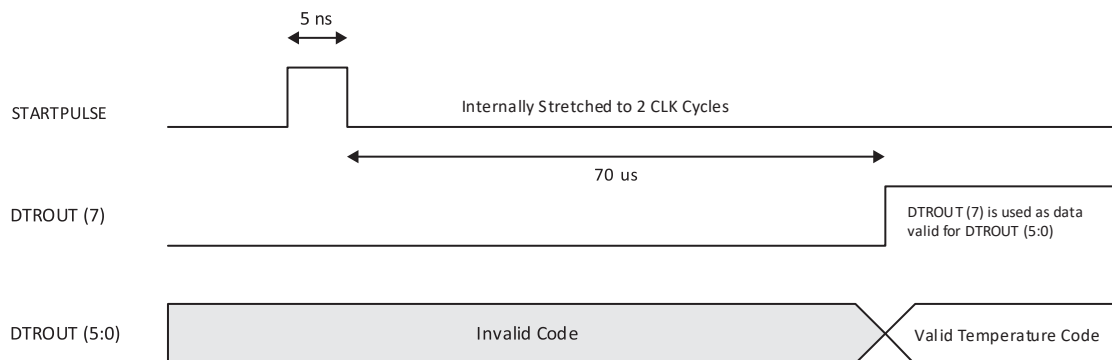 5 ns
STARTPULSE
Internally Stretched to 2 CLK Cycles
70 us
DTROUT (7)
DTROUT (7) is used as data
valid for DTROUT (5:0)
DTROUT (5:0)
Invalid Code
Valid Temperature Code